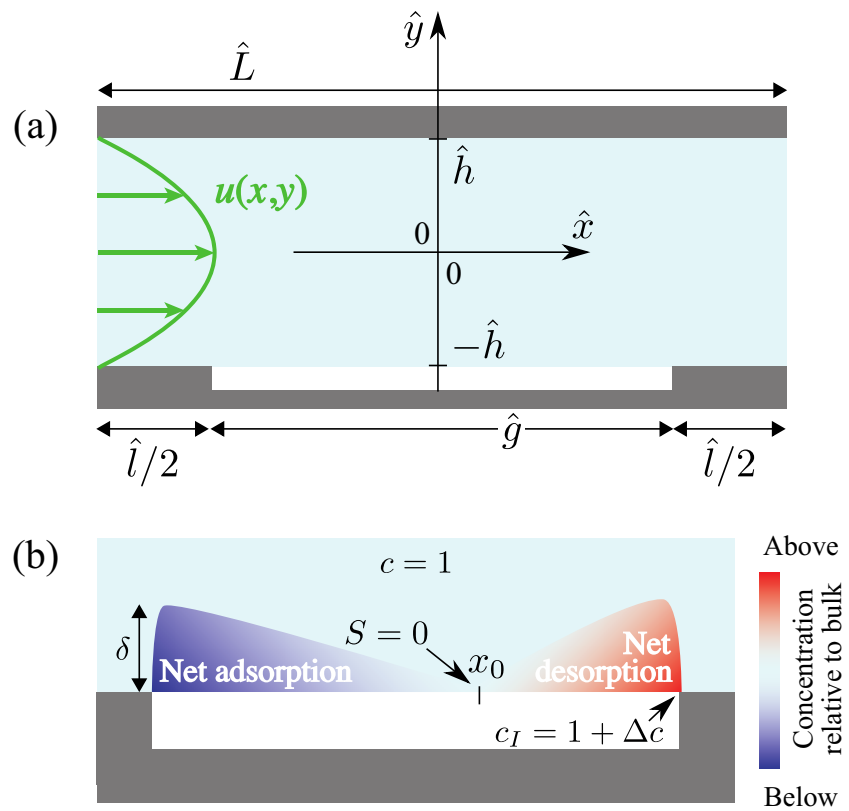 (a)
L̂
ŷ
u(x,y)
ĥ
0
x̂
0
−ĥ
l̂/2
ĝ
l̂/2
(b)
c = 1
Above
δ
S = 0
x₀
Net adsorption
Net
desorption
c_I = 1 + Δc
Concentration
relative to bulk
Below